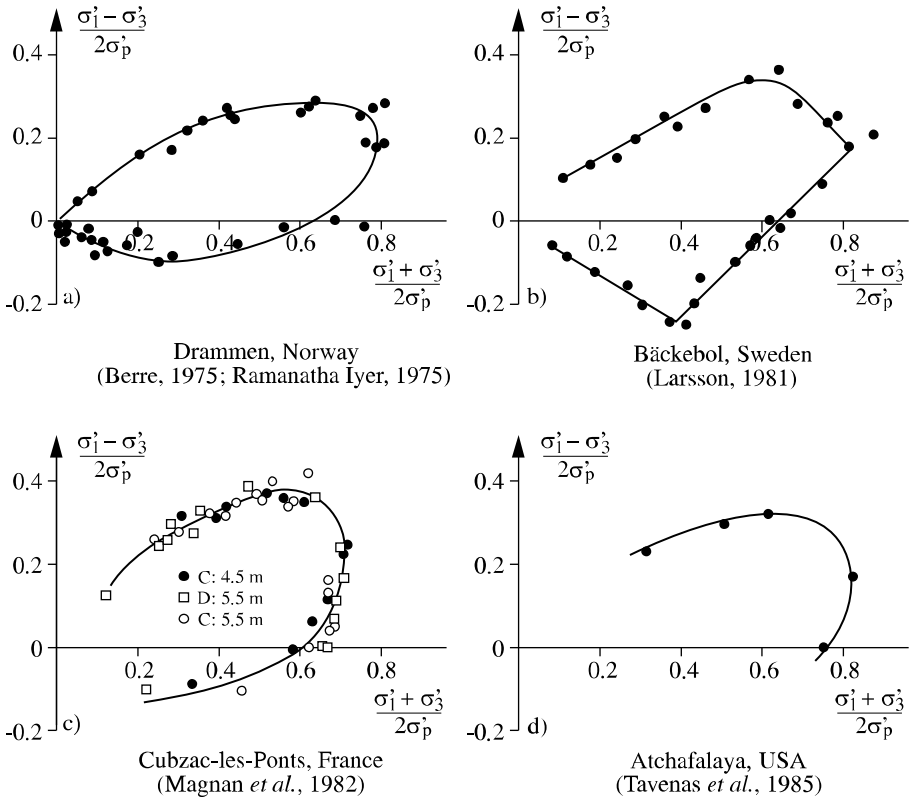 σ'1 – σ'3
2σ'p
0.4
0.2
0
0.2 0.4 0.6 0.8
σ'1 + σ'3
2σ'p
-0.2
a)
Drammen, Norway
(Berre, 1975; Ramanatha Iyer, 1975)
σ'1 – σ'3
2σ'p
0.4
0.2
0
0.2 0.4 0.6 0.8
σ'1 + σ'3
2σ'p
-0.2
b)
Bäckebol, Sweden
(Larsson, 1981)
σ'1 – σ'3
2σ'p
0.4
0.2
C: 4.5 m
D: 5.5 m
C: 5.5 m
0
0.2 0.4 0.6 0.8
σ'1 + σ'3
2σ'p
-0.2
c)
Cubzac-les-Ponts, France
(Magnan et al., 1982)
σ'1 – σ'3
2σ'p
0.4
0.2
0
0.2 0.4 0.6 0.8
σ'1 + σ'3
2σ'p
-0.2
d)
Atchafalaya, USA
(Tavenas et al., 1985)